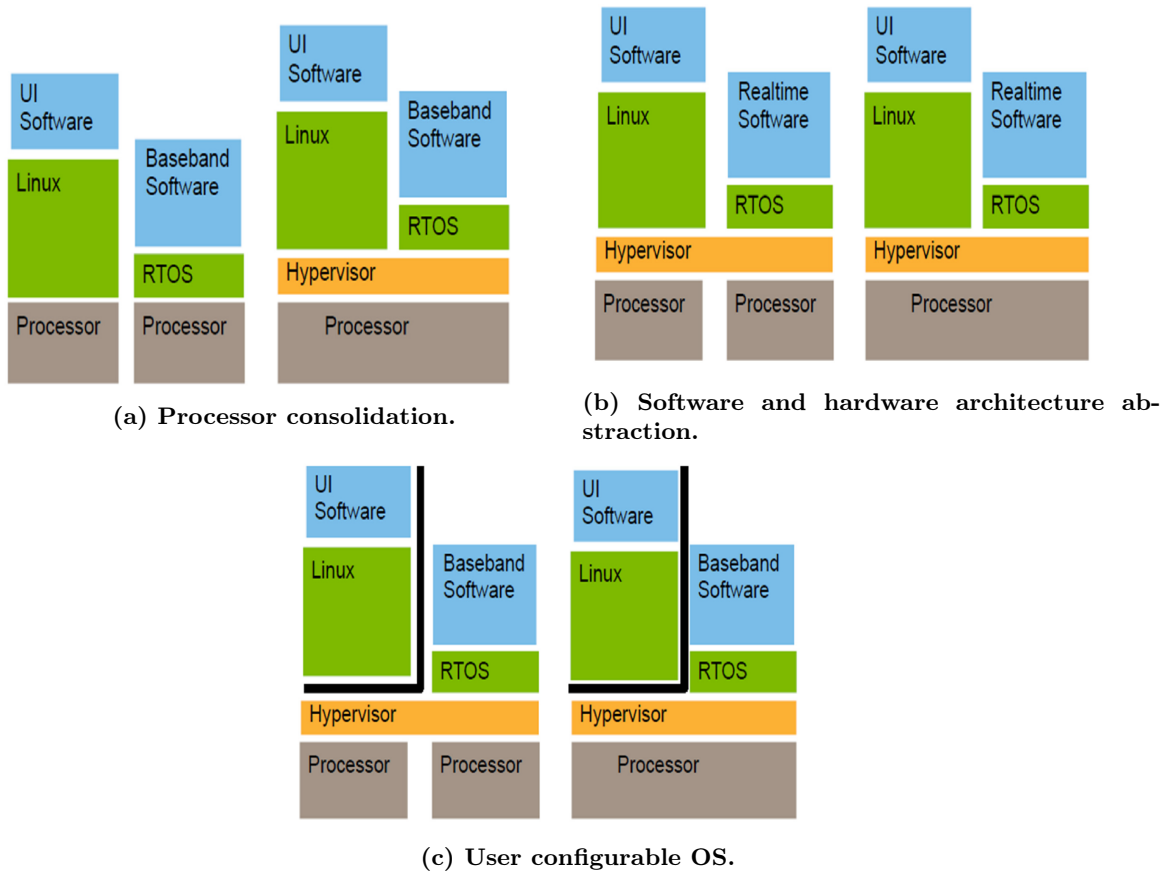 UI
Software
Linux
Processor
Baseband
Software
RTOS
Processor
UI
Software
Linux
Baseband
Software
RTOS
Hypervisor
Processor
(a) Processor consolidation.
UI
Software
Linux
Realtime
Software
RTOS
Hypervisor
Processor
Processor
UI
Software
Linux
Realtime
Software
RTOS
Hypervisor
Processor
(b) Software and hardware architecture ab-
straction.
UI
Software
Linux
Baseband
Software
RTOS
Hypervisor
Processor
Processor
UI
Software
Linux
Baseband
Software
RTOS
Hypervisor
Processor
(c) User configurable OS.